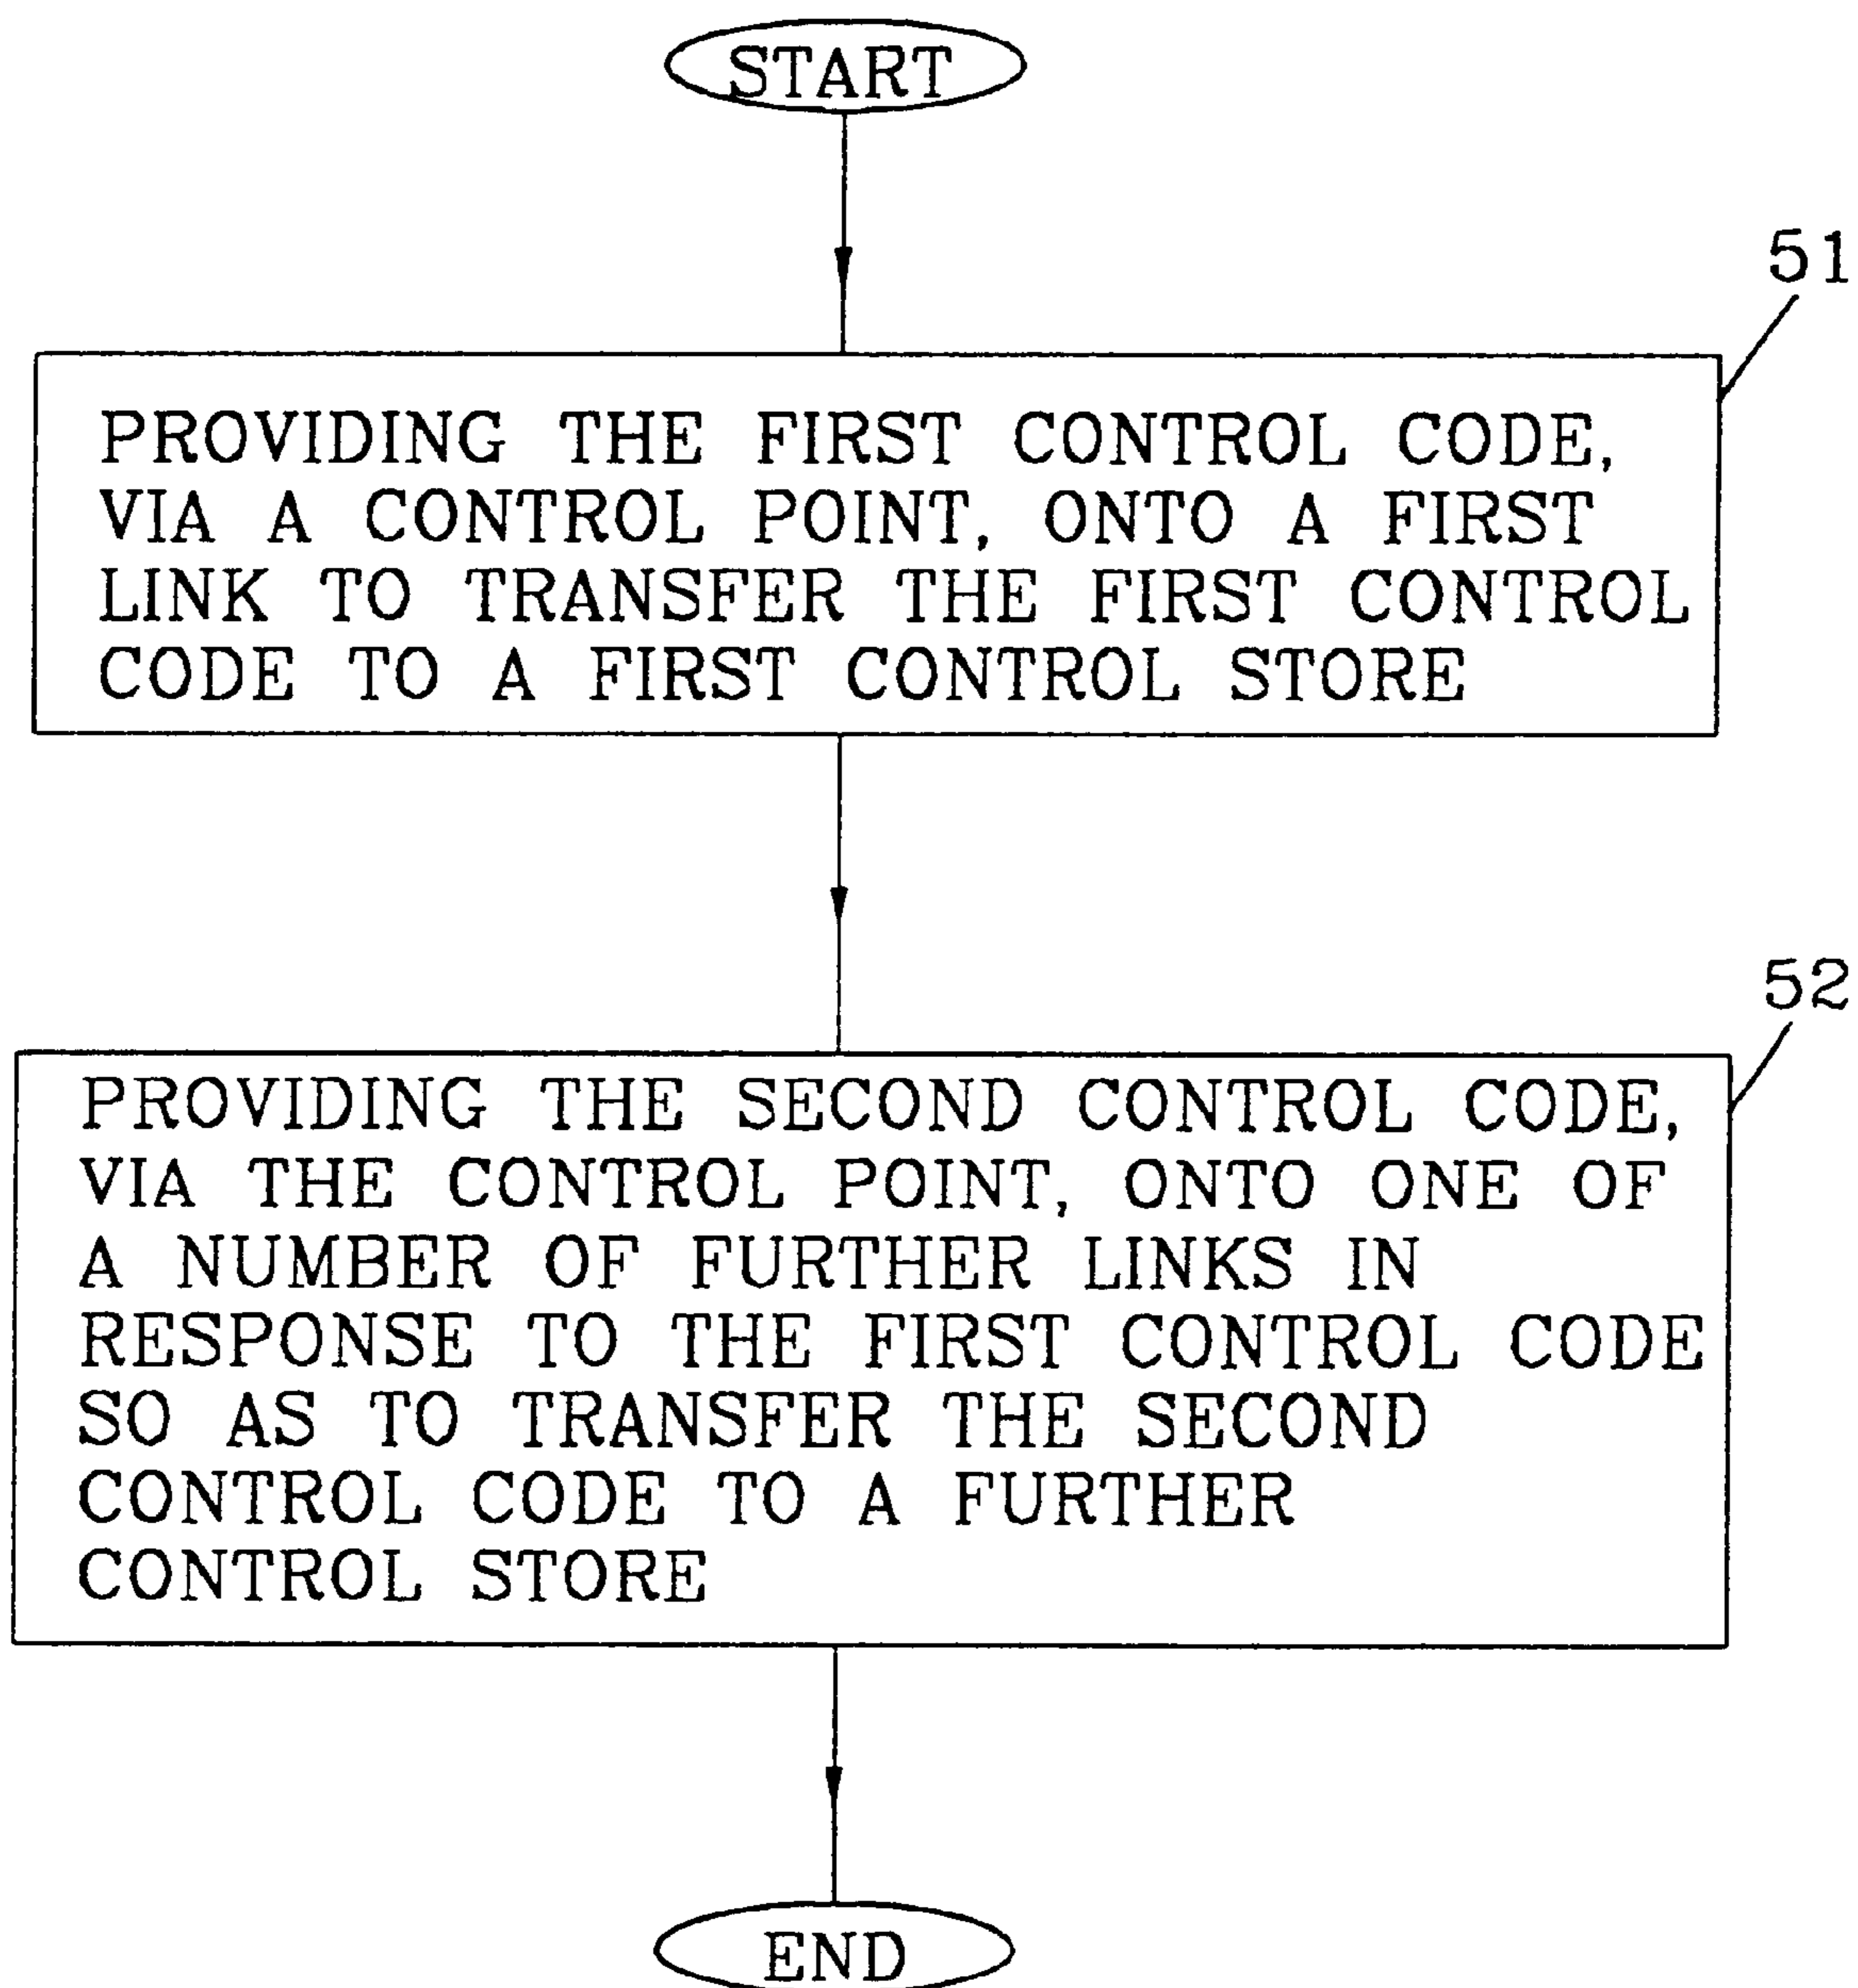 START
51
PROVIDING THE FIRST CONTROL CODE,
VIA A CONTROL POINT, ONTO A FIRST
LINK TO TRANSFER THE FIRST CONTROL
CODE TO A FIRST CONTROL STORE
52
PROVIDING THE SECOND CONTROL CODE,
VIA THE CONTROL POINT, ONTO ONE OF
A NUMBER OF FURTHER LINKS IN
RESPONSE TO THE FIRST CONTROL CODE
SO AS TO TRANSFER THE SECOND
CONTROL CODE TO A FURTHER
CONTROL STORE
END